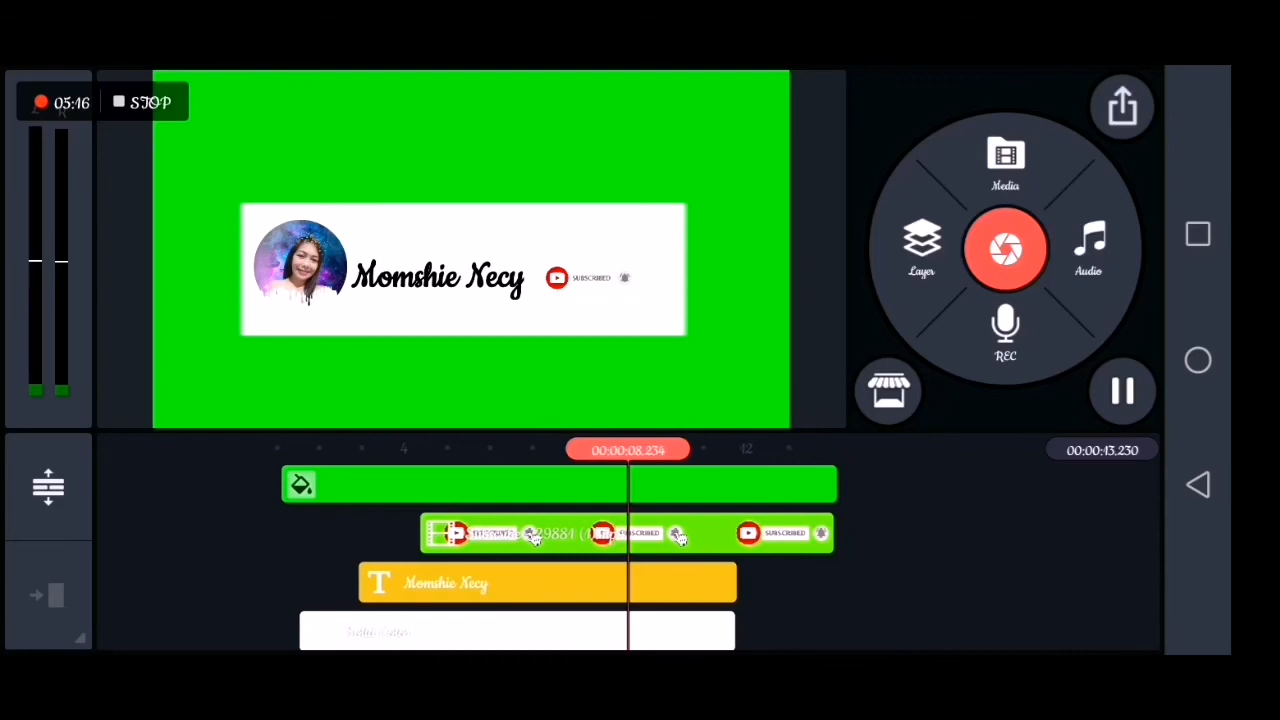 05:16 STOP
R
Media
Layer
Audio
REC
Momshie Necy
SUBSCRIBED
4
00:00:08.234
12
00:00:13.230
SUBSCRIBED
SUBSCRIBED
Momshie Necy